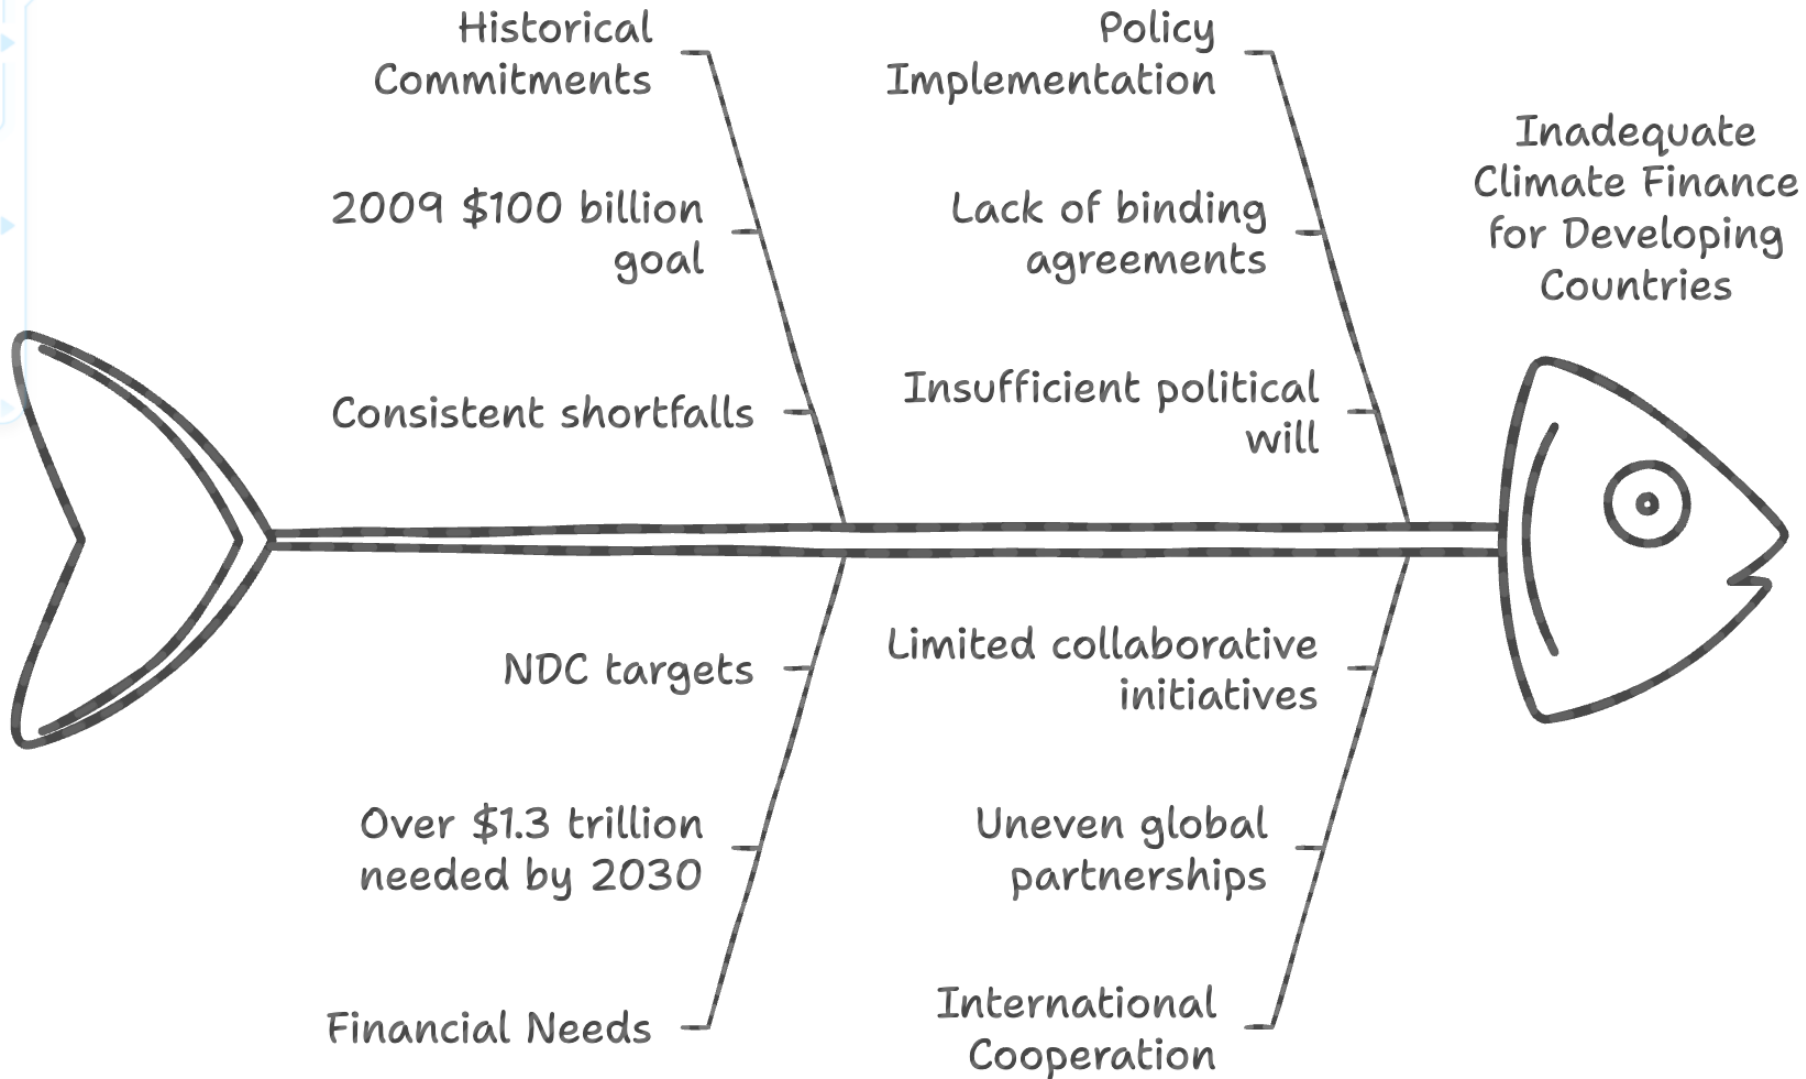 Historical
Commitments
2009 $100 billion
goal
Consistent shortfalls
Policy
Implementation
Lack of binding
agreements
Insufficient political
will
Inadequate
Climate Finance
for Developing
Countries
NDC targets
Over $1.3 trillion
needed by 2030
Financial Needs
Limited collaborative
initiatives
Uneven global
partnerships
International
Cooperation